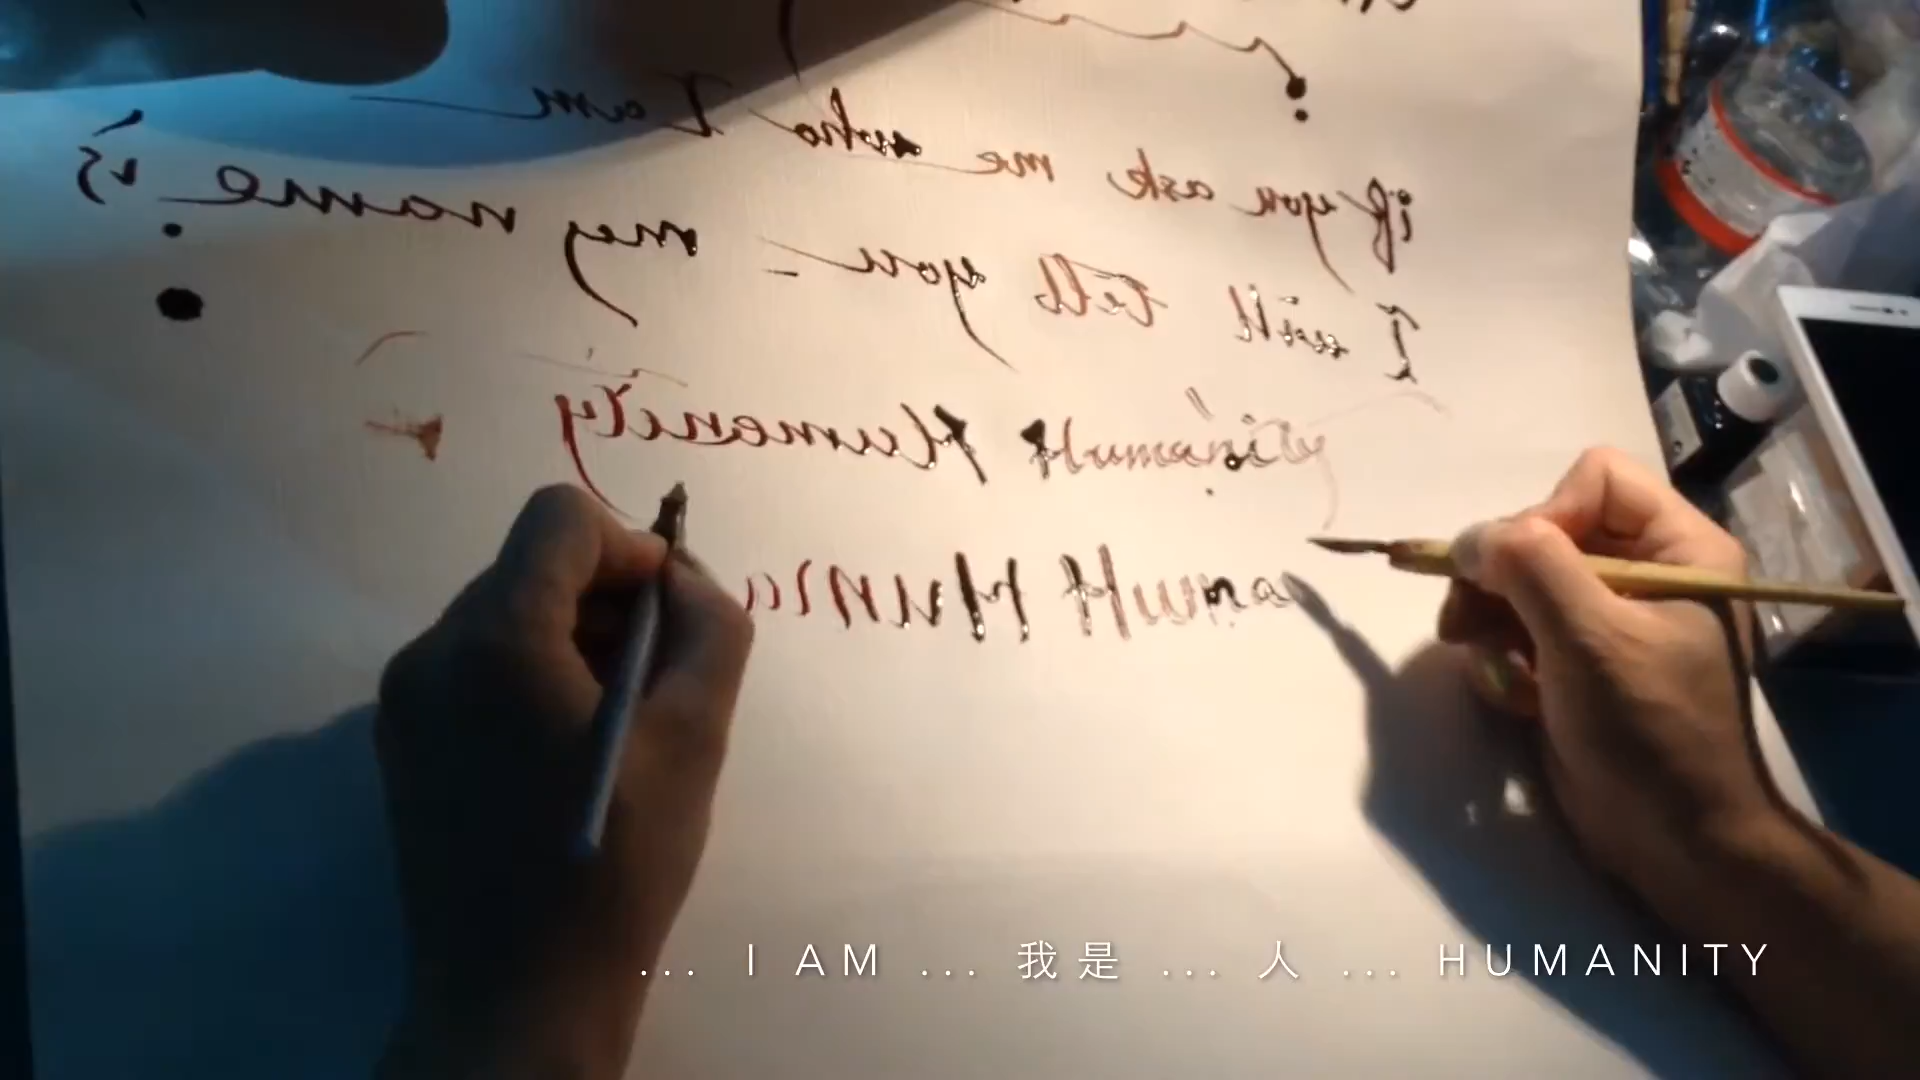 if you ask me who I am
I will tell you - my name is
Humanity Humanity
... I AM ... 我是 ... 人 ... HUMANITY